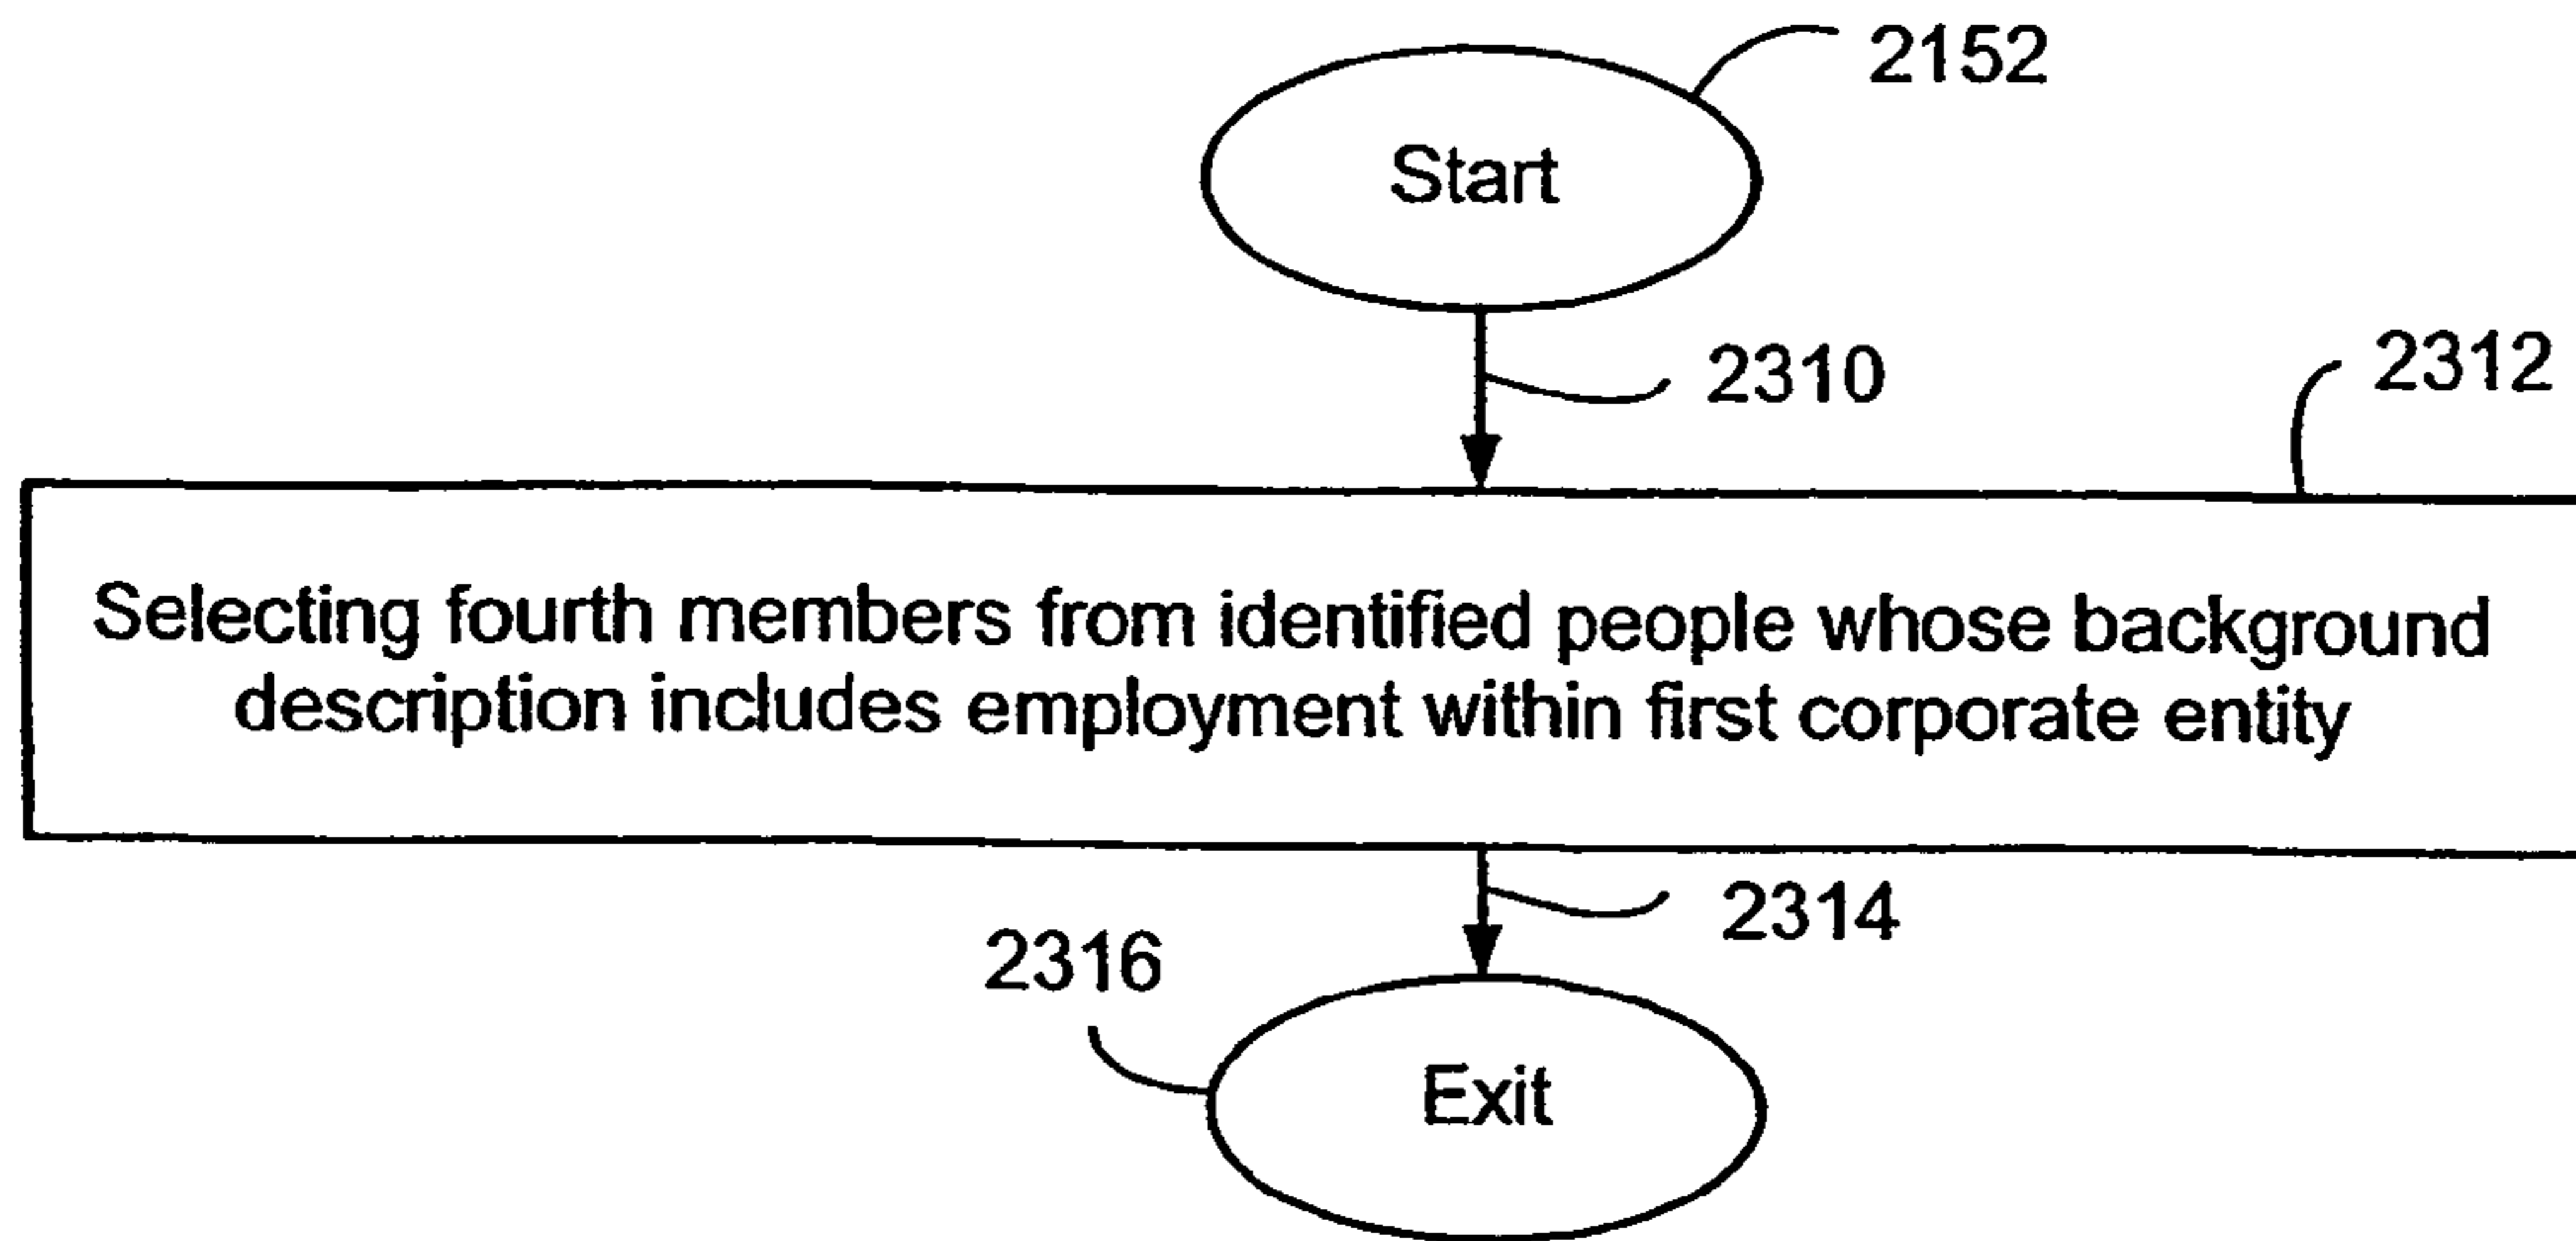 2152
Start
2310
2312
Selecting fourth members from identified people whose background
description includes employment within first corporate entity
2314
2316
Exit